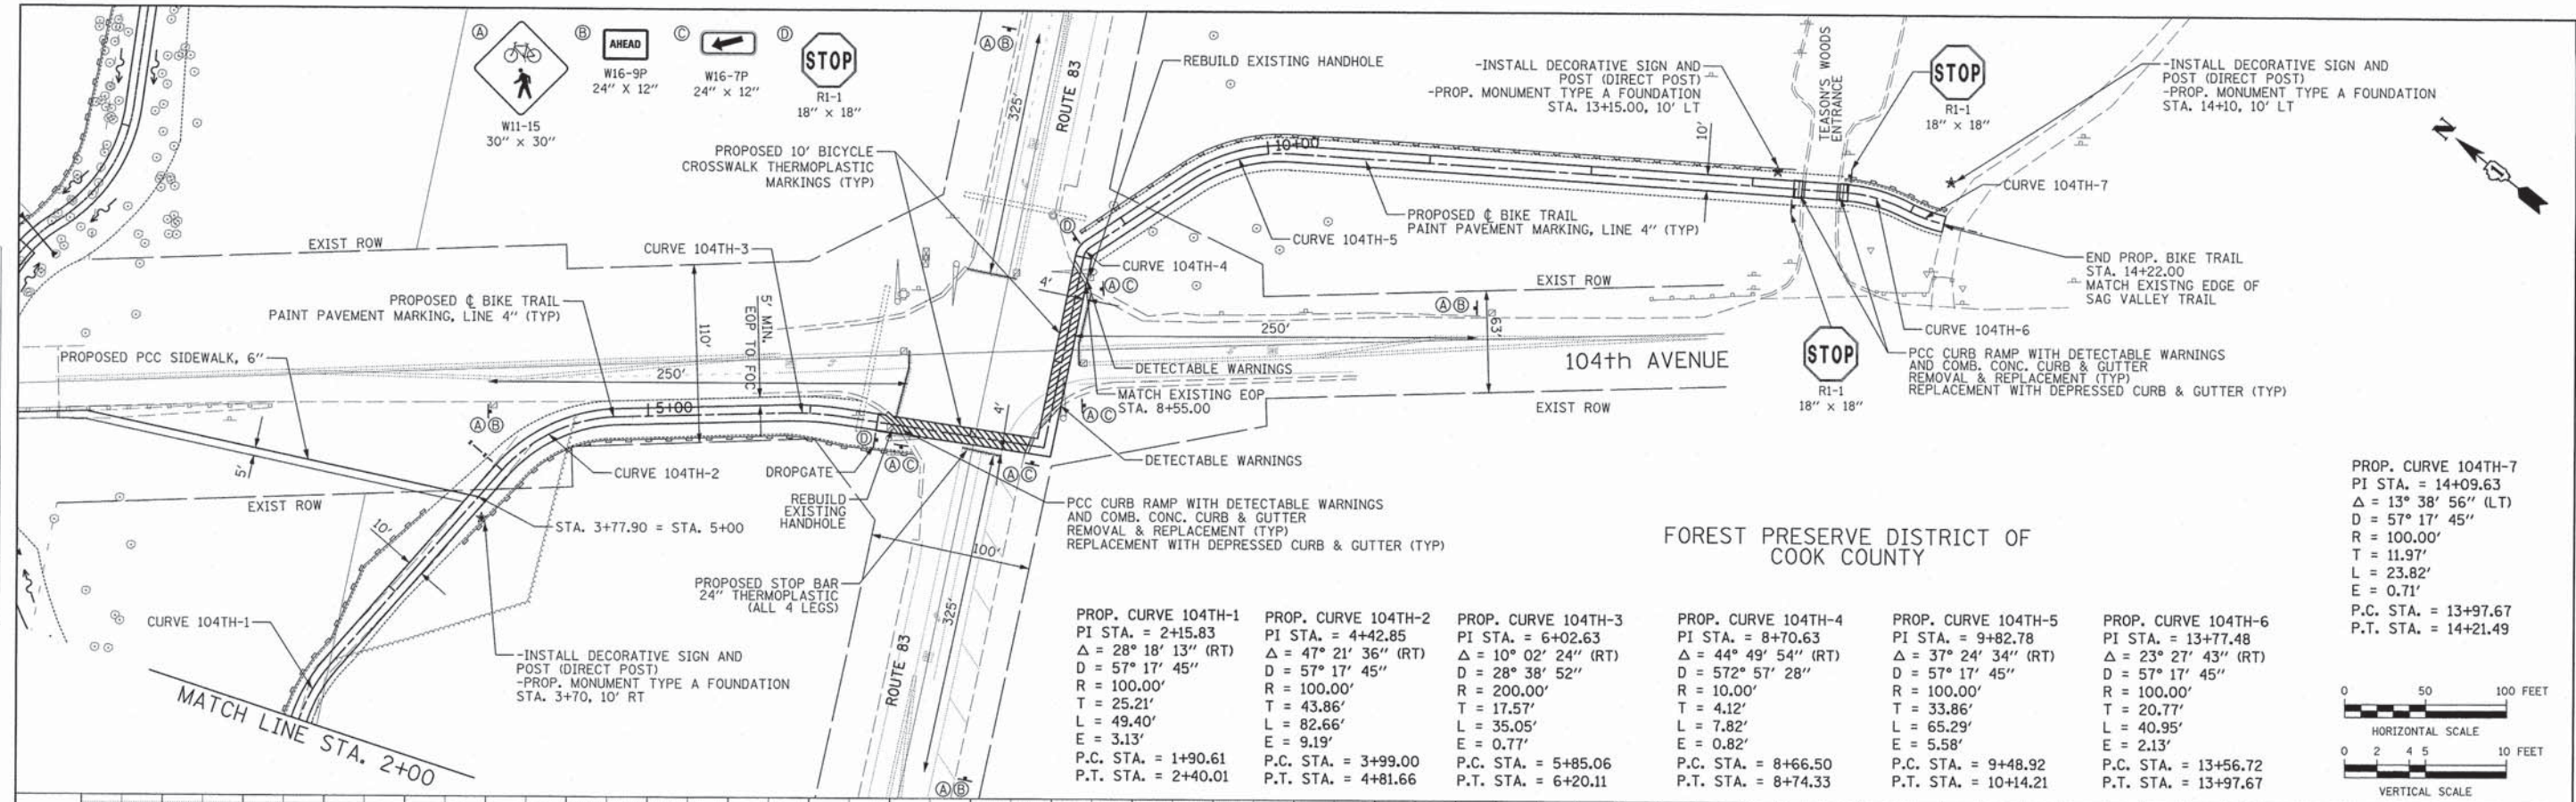 Ⓐ
W11-15
30" x 30"
Ⓑ
AHEAD
W16-9P
24" X 12"
Ⓒ
W16-7P
24" x 12"
Ⓓ
STOP
R1-1
18" x 18"
ⒶⒷ
325'
ROUTE 83
REBUILD EXISTING HANDHOLE
-INSTALL DECORATIVE SIGN AND
POST (DIRECT POST)
-PROP. MONUMENT TYPE A FOUNDATION
STA. 13+15.00, 10' LT
10'
TEASON'S WOODS
ENTRANCE
STOP
R1-1
18" x 18"
-INSTALL DECORATIVE SIGN AND
POST (DIRECT POST)
-PROP. MONUMENT TYPE A FOUNDATION
STA. 14+10, 10' LT
N
PROPOSED 10' BICYCLE
CROSSWALK THERMOPLASTIC
MARKINGS (TYP)
10+00
CURVE 104TH-7
PROPOSED ℄ BIKE TRAIL
PAINT PAVEMENT MARKING, LINE 4" (TYP)
CURVE 104TH-5
Ⓓ
CURVE 104TH-4
EXIST ROW
CURVE 104TH-3
4'
ⒶⒸ
EXIST ROW
ⒶⒷ
63'
END PROP. BIKE TRAIL
STA. 14+22.00
MATCH EXISTNG EDGE OF
SAG VALLEY TRAIL
PROPOSED ℄ BIKE TRAIL
PAINT PAVEMENT MARKING, LINE 4" (TYP)
110'
5' MIN.
EOP TO FOC
250'
CURVE 104TH-6
PROPOSED PCC SIDEWALK, 6"
250'
DETECTABLE WARNINGS
104th AVENUE
STOP
R1-1
18" x 18"
PCC CURB RAMP WITH DETECTABLE WARNINGS
AND COMB. CONC. CURB & GUTTER
REMOVAL & REPLACEMENT (TYP)
REPLACEMENT WITH DEPRESSED CURB & GUTTER (TYP)
MATCH EXISTING EOP
STA. 8+55.00
EXIST ROW
5+00
4'
ⒶⒸ
ⒶⒷ
Ⓓ
5'
CURVE 104TH-2
DROPGATE
ⒶⒸ
ⒶⒸ
DETECTABLE WARNINGS
EXIST ROW
REBUILD
EXISTING
HANDHOLE
PCC CURB RAMP WITH DETECTABLE WARNINGS
AND COMB. CONC. CURB & GUTTER
REMOVAL & REPLACEMENT (TYP)
REPLACEMENT WITH DEPRESSED CURB & GUTTER (TYP)
10'
STA. 3+77.90 = STA. 5+00
100'
FOREST PRESERVE DISTRICT OF
COOK COUNTY
PROPOSED STOP BAR
24" THERMOPLASTIC
(ALL 4 LEGS)
325'
ROUTE 83
ⒶⒷ
CURVE 104TH-1
-INSTALL DECORATIVE SIGN AND
POST (DIRECT POST)
-PROP. MONUMENT TYPE A FOUNDATION
STA. 3+70, 10' RT
MATCH LINE STA. 2+00
PROP. CURVE 104TH-1
PI STA. = 2+15.83
Δ = 28° 18' 13" (RT)
D = 57° 17' 45"
R = 100.00'
T = 25.21'
L = 49.40'
E = 3.13'
P.C. STA. = 1+90.61
P.T. STA. = 2+40.01
PROP. CURVE 104TH-2
PI STA. = 4+42.85
Δ = 47° 21' 36" (RT)
D = 57° 17' 45"
R = 100.00'
T = 43.86'
L = 82.66'
E = 9.19'
P.C. STA. = 3+99.00
P.T. STA. = 4+81.66
PROP. CURVE 104TH-3
PI STA. = 6+02.63
Δ = 10° 02' 24" (RT)
D = 28° 38' 52"
R = 200.00'
T = 17.57'
L = 35.05'
E = 0.77'
P.C. STA. = 5+85.06
P.T. STA. = 6+20.11
PROP. CURVE 104TH-4
PI STA. = 8+70.63
Δ = 44° 49' 54" (RT)
D = 572° 57' 28"
R = 10.00'
T = 4.12'
L = 7.82'
E = 0.82'
P.C. STA. = 8+66.50
P.T. STA. = 8+74.33
PROP. CURVE 104TH-5
PI STA. = 9+82.78
Δ = 37° 24' 34" (RT)
D = 57° 17' 45"
R = 100.00'
T = 33.86'
L = 65.29'
E = 5.58'
P.C. STA. = 9+48.92
P.T. STA. = 10+14.21
PROP. CURVE 104TH-6
PI STA. = 13+77.48
Δ = 23° 27' 43" (RT)
D = 57° 17' 45"
R = 100.00'
T = 20.77'
L = 40.95'
E = 2.13'
P.C. STA. = 13+56.72
P.T. STA. = 13+97.67
PROP. CURVE 104TH-7
PI STA. = 14+09.63
Δ = 13° 38' 56" (LT)
D = 57° 17' 45"
R = 100.00'
T = 11.97'
L = 23.82'
E = 0.71'
P.C. STA. = 13+97.67
P.T. STA. = 14+21.49
0 50 100 FEET
HORIZONTAL SCALE
0 2 4 5 10 FEET
VERTICAL SCALE